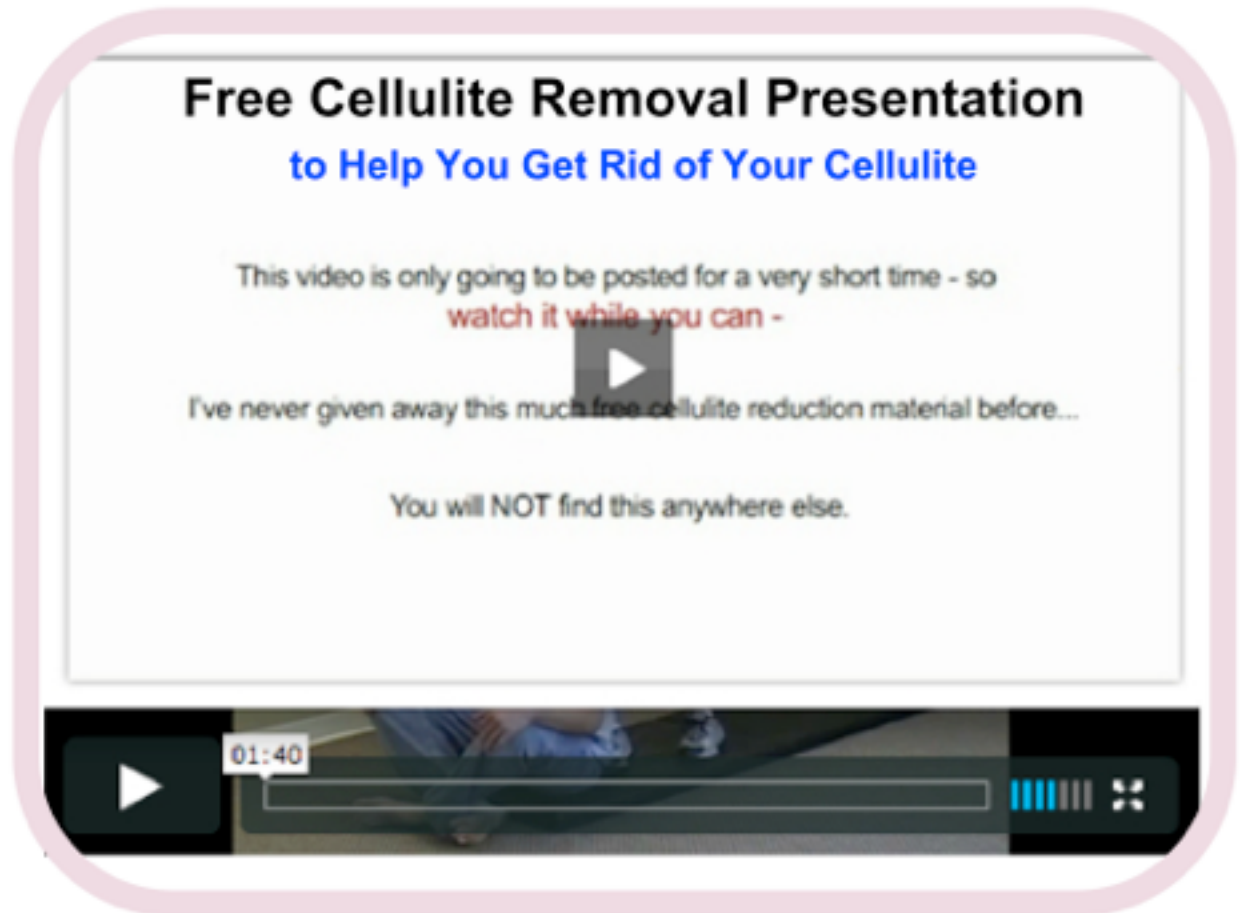 Free Cellulite Removal Presentation
to Help You Get Rid of Your Cellulite
This video is only going to be posted for a very short time - so
watch it while you can -
I've never given away this much free cellulite reduction material before...
You will NOT find this anywhere else.
01:40